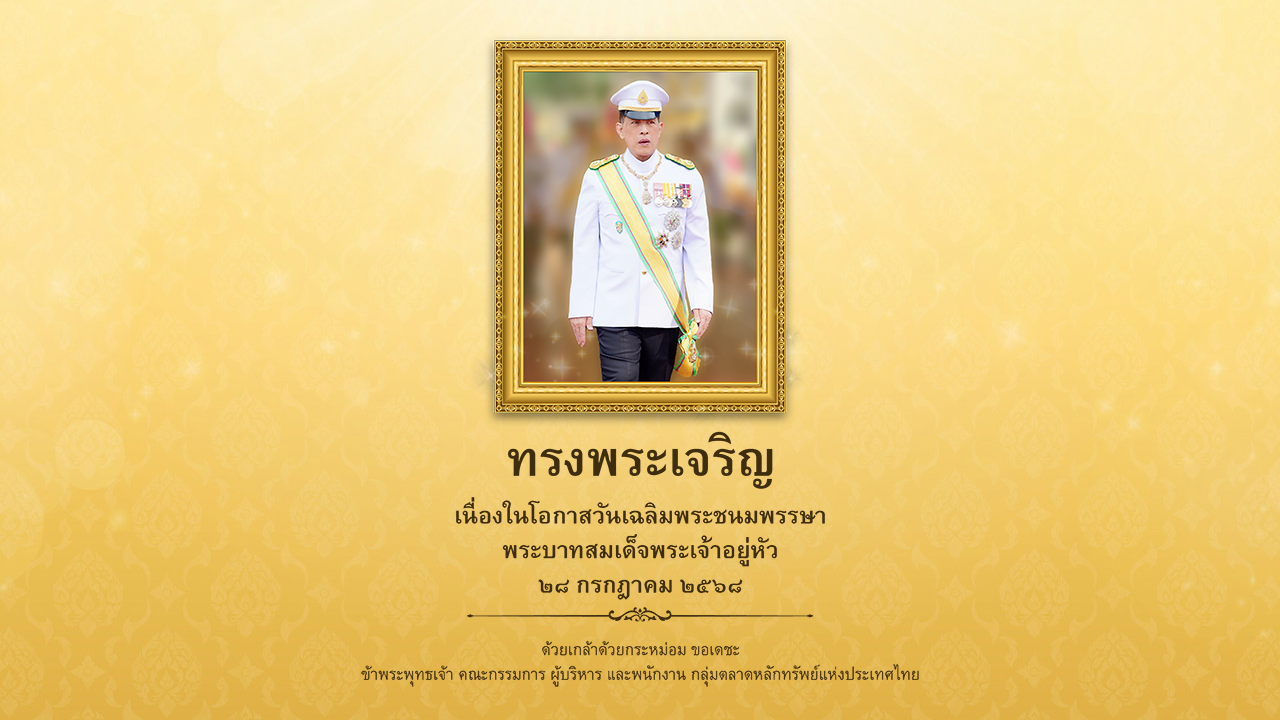 ทรงพระเจริญ
เนื่องในโอกาสวันเฉลิมพระชนมพรรษา
พระบาทสมเด็จพระเจ้าอยู่หัว
๒๘ กรกฎาคม ๒๕๖๘
ด้วยเกล้าด้วยกระหม่อม ขอเดชะ
ข้าพระพุทธเจ้า คณะกรรมการ ผู้บริหาร และพนักงาน กลุ่มตลาดหลักทรัพย์แห่งประเทศไทย